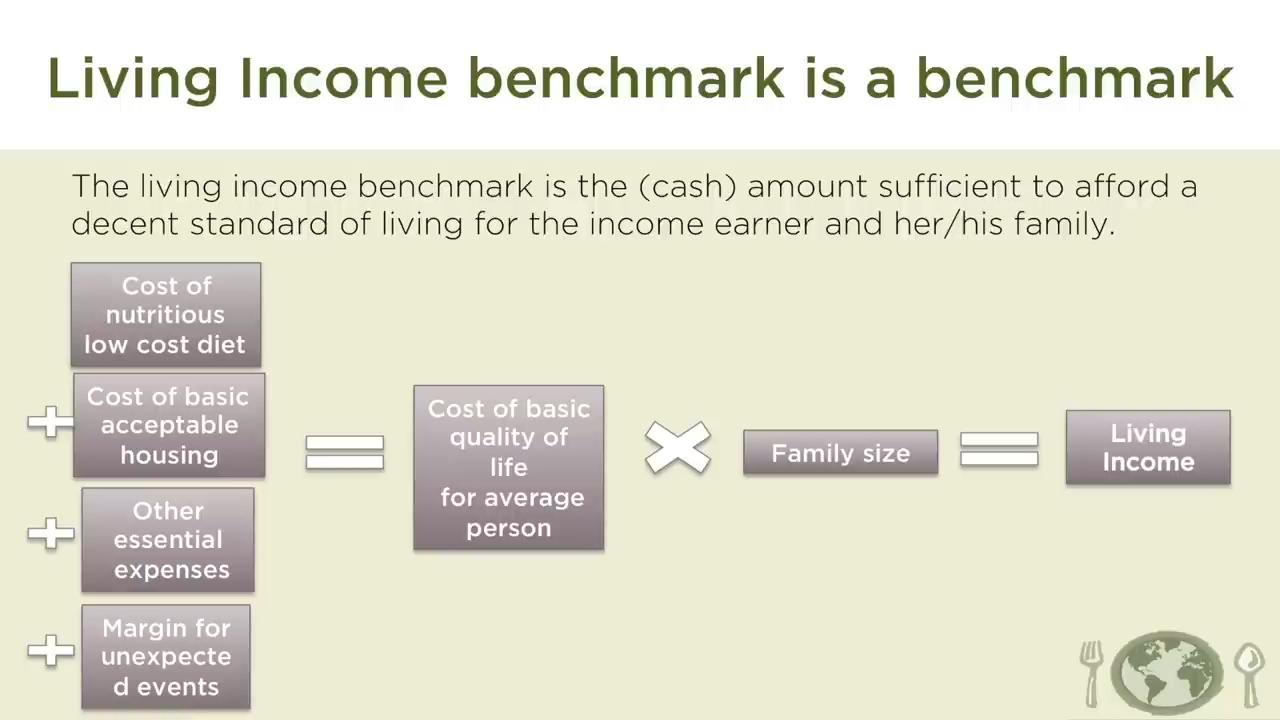 Living Income benchmark is a benchmark
The living income benchmark is the (cash) amount sufficient to afford a
decent standard of living for the income earner and her/his family.
Cost of
nutritious
low cost diet
Cost of basic
acceptable
housing
Other
essential
expenses
Margin for
unexpecte
d events
Cost of basic
quality of
life
for average
person
Family size
Living
Income